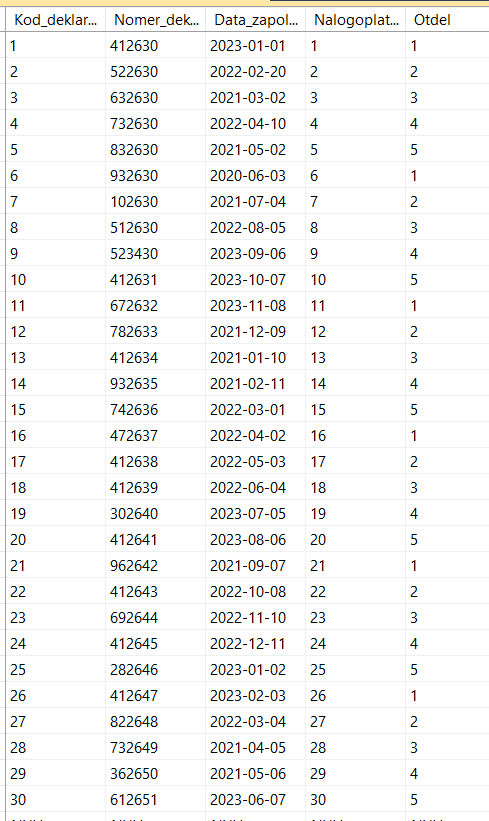 Kod_deklar... Nomer_dek... Data_zapol... Nalogoplat... Otdel
1 412630 2023-01-01 1 1
2 522630 2022-02-20 2 2
3 632630 2021-03-02 3 3
4 732630 2022-04-10 4 4
5 832630 2021-05-02 5 5
6 932630 2020-06-03 6 1
7 102630 2021-07-04 7 2
8 512630 2022-08-05 8 3
9 523430 2023-09-06 9 4
10 412631 2023-10-07 10 5
11 672632 2023-11-08 11 1
12 782633 2021-12-09 12 2
13 412634 2021-01-10 13 3
14 932635 2021-02-11 14 4
15 742636 2022-03-01 15 5
16 472637 2022-04-02 16 1
17 412638 2022-05-03 17 2
18 412639 2022-06-04 18 3
19 302640 2023-07-05 19 4
20 412641 2023-08-06 20 5
21 962642 2021-09-07 21 1
22 412643 2022-10-08 22 2
23 692644 2022-11-10 23 3
24 412645 2022-12-11 24 4
25 282646 2023-01-02 25 5
26 412647 2023-02-03 26 1
27 822648 2022-03-04 27 2
28 732649 2021-04-05 28 3
29 362650 2021-05-06 29 4
30 612651 2023-06-07 30 5